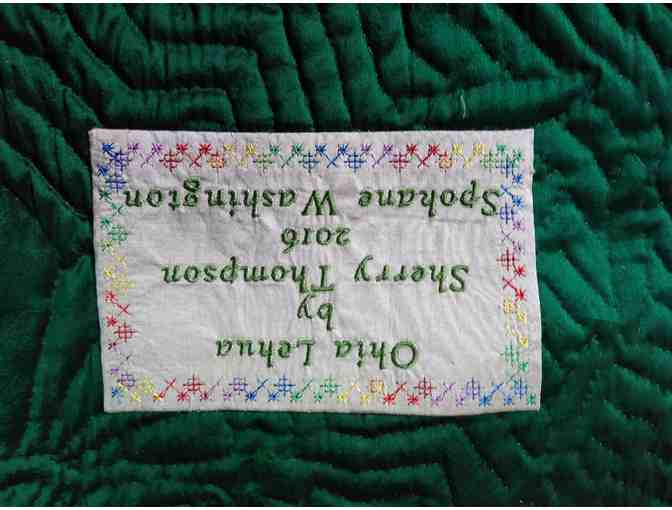 Ohia Lehua
by
Sherry Thompson
2016
Spokane Washington